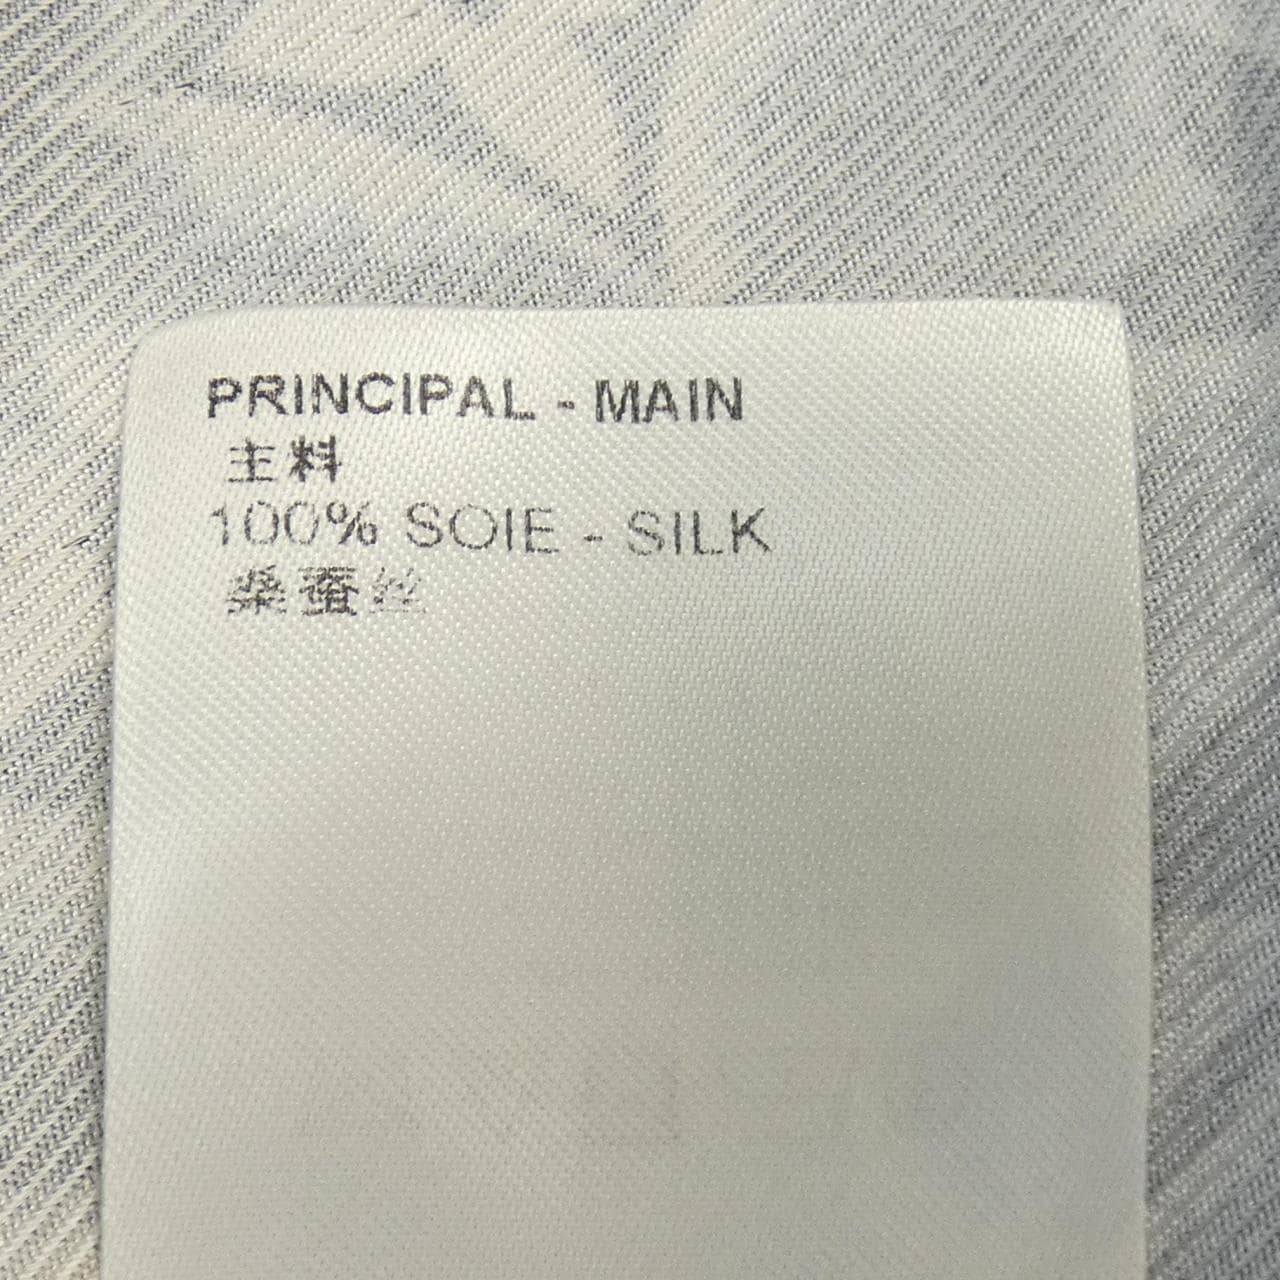 PRINCIPAL - MAIN
主料
100% SOIE - SILK
桑蚕丝